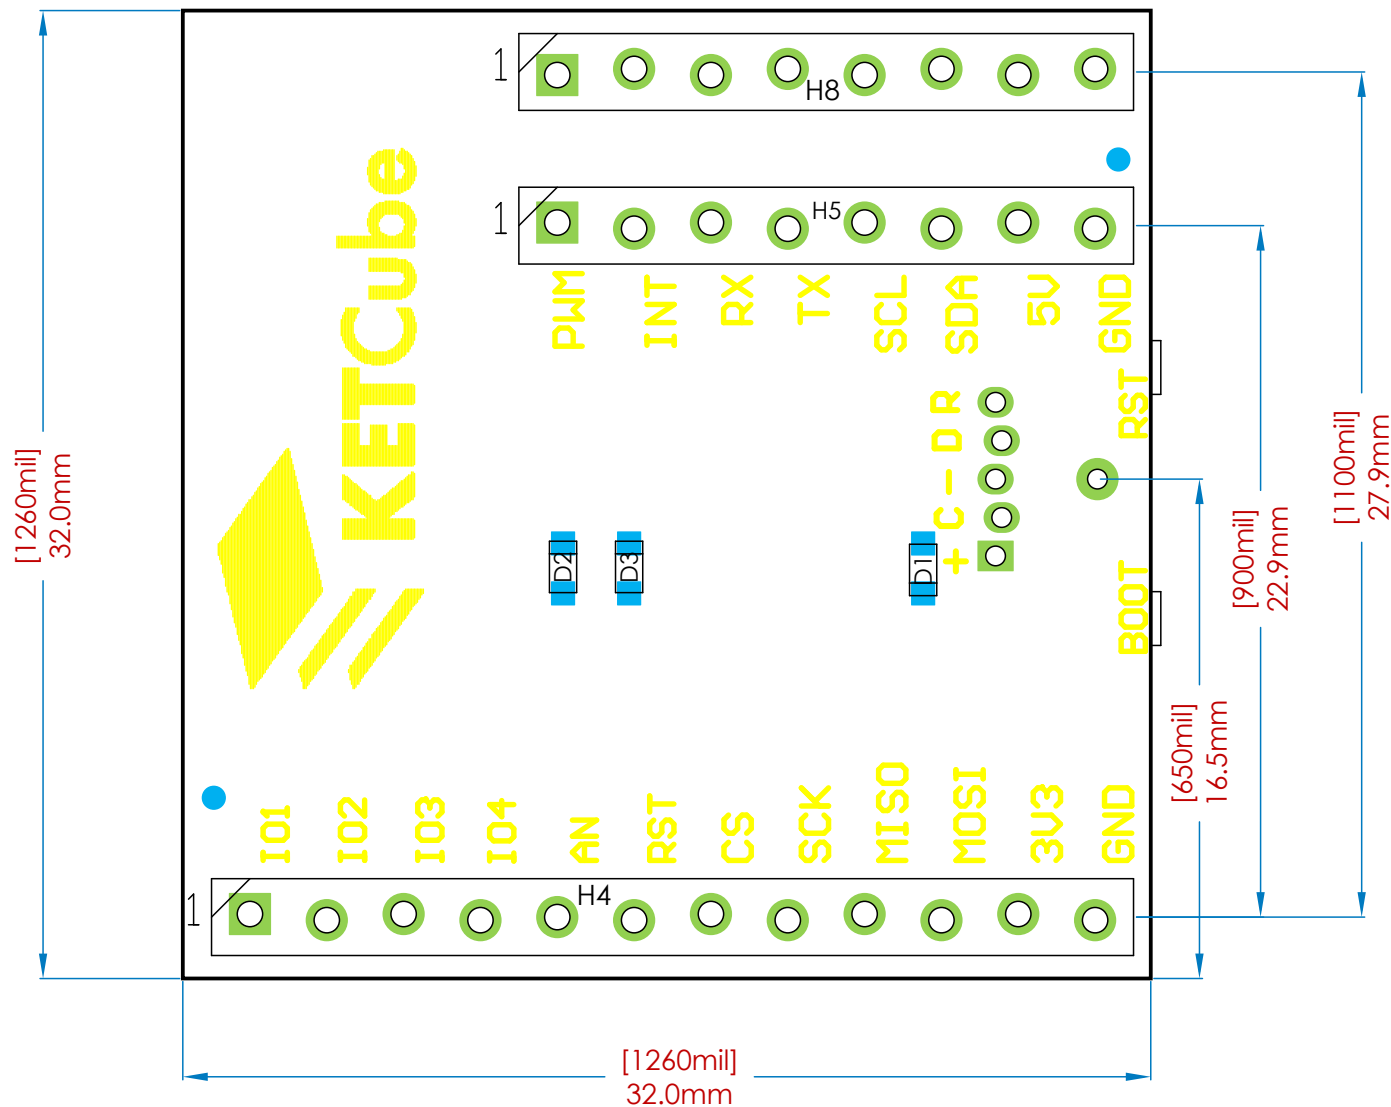 1
H8
1
H5
PWM
INT
RX
TX
SCL
SDA
5V
GND
KETCube
R
D
-
C
+
RST
BOOT
D2
D3
D1
[1260mil]
32.0mm
[1100mil]
27.9mm
[900mil]
22.9mm
[650mil]
16.5mm
IO1
IO2
IO3
IO4
AN
RST
CS
SCK
MISO
MOSI
3V3
GND
1
H4
[1260mil]
32.0mm